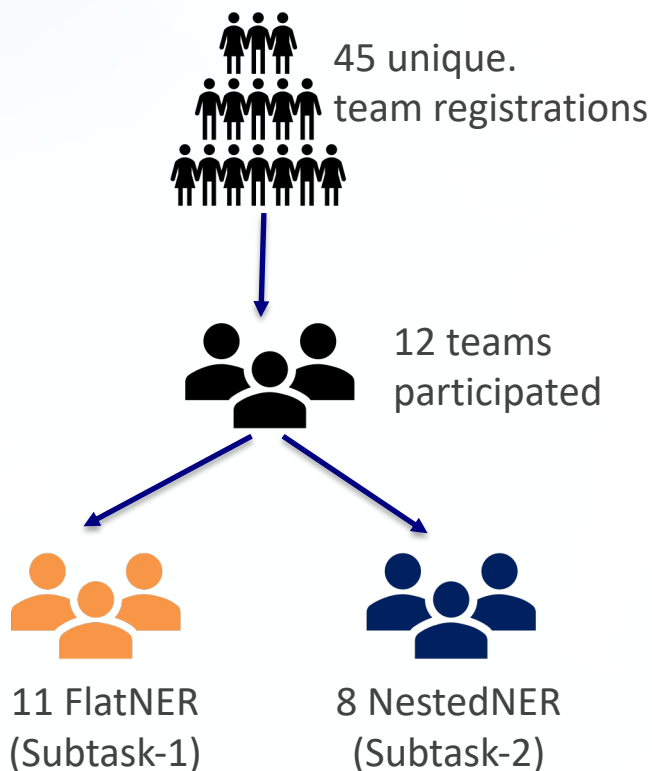 45 unique.
team registrations
12 teams
participated
11 FlatNER
(Subtask-1)
8 NestedNER
(Subtask-2)